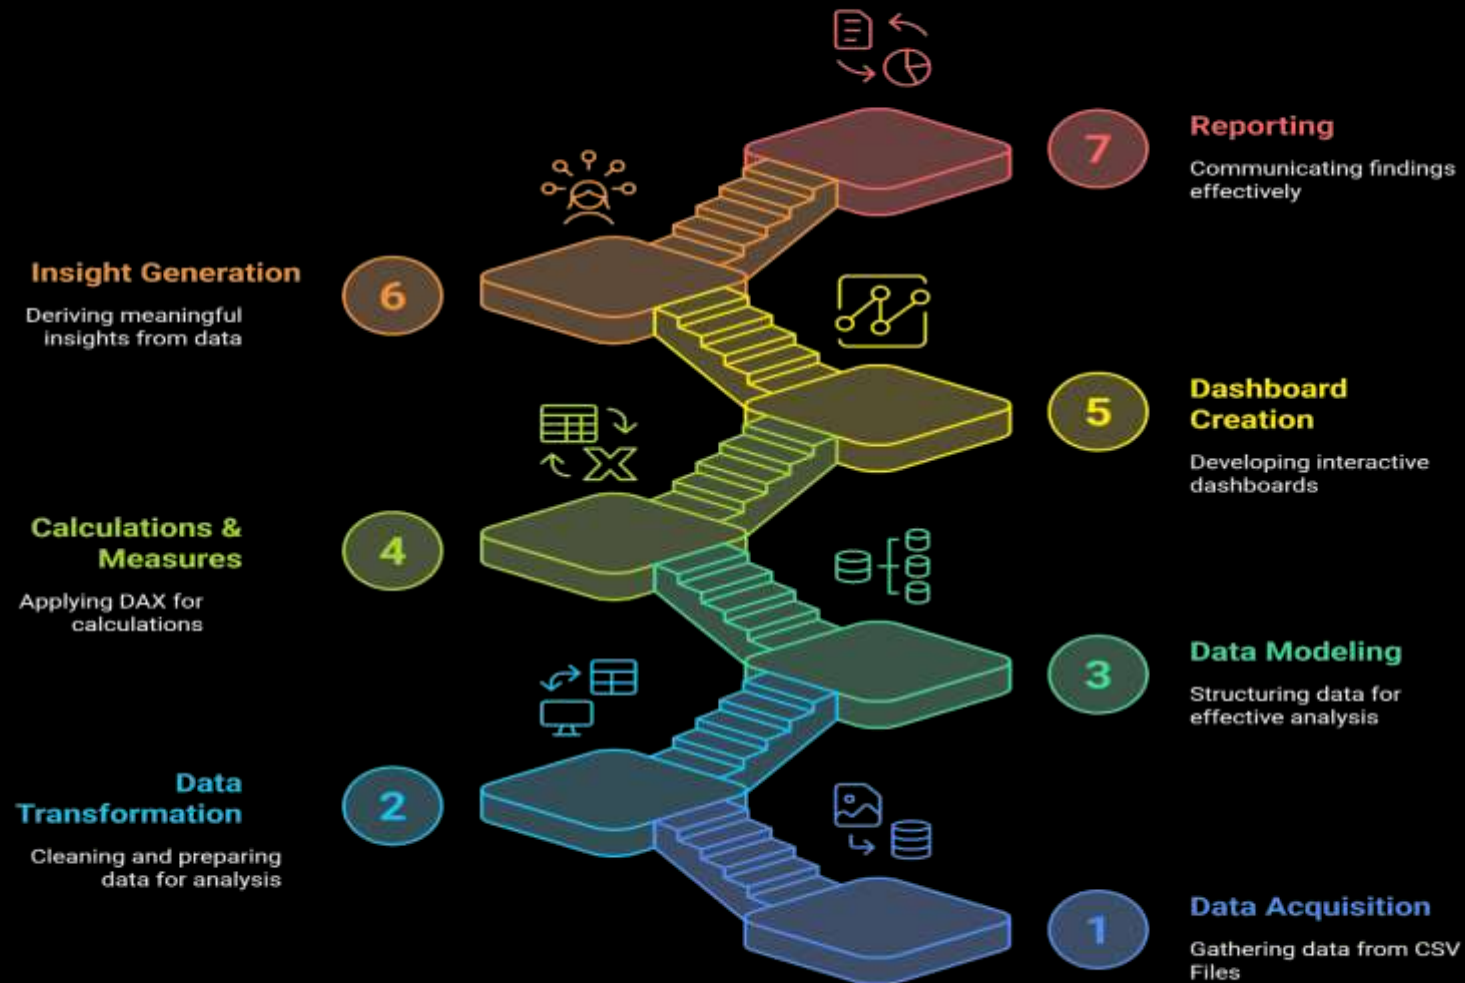 7
Reporting
Communicating findings
effectively
Insight Generation
6
Deriving meaningful
insights from data
Dashboard
Creation
5
Developing interactive
dashboards
Calculations &
Measures
4
Applying DAX for
calculations
Data Modeling
3
Structuring data for
effective analysis
Data
Transformation
2
Cleaning and preparing
data for analysis
Data Acquisition
1
Gathering data from CSV
Files